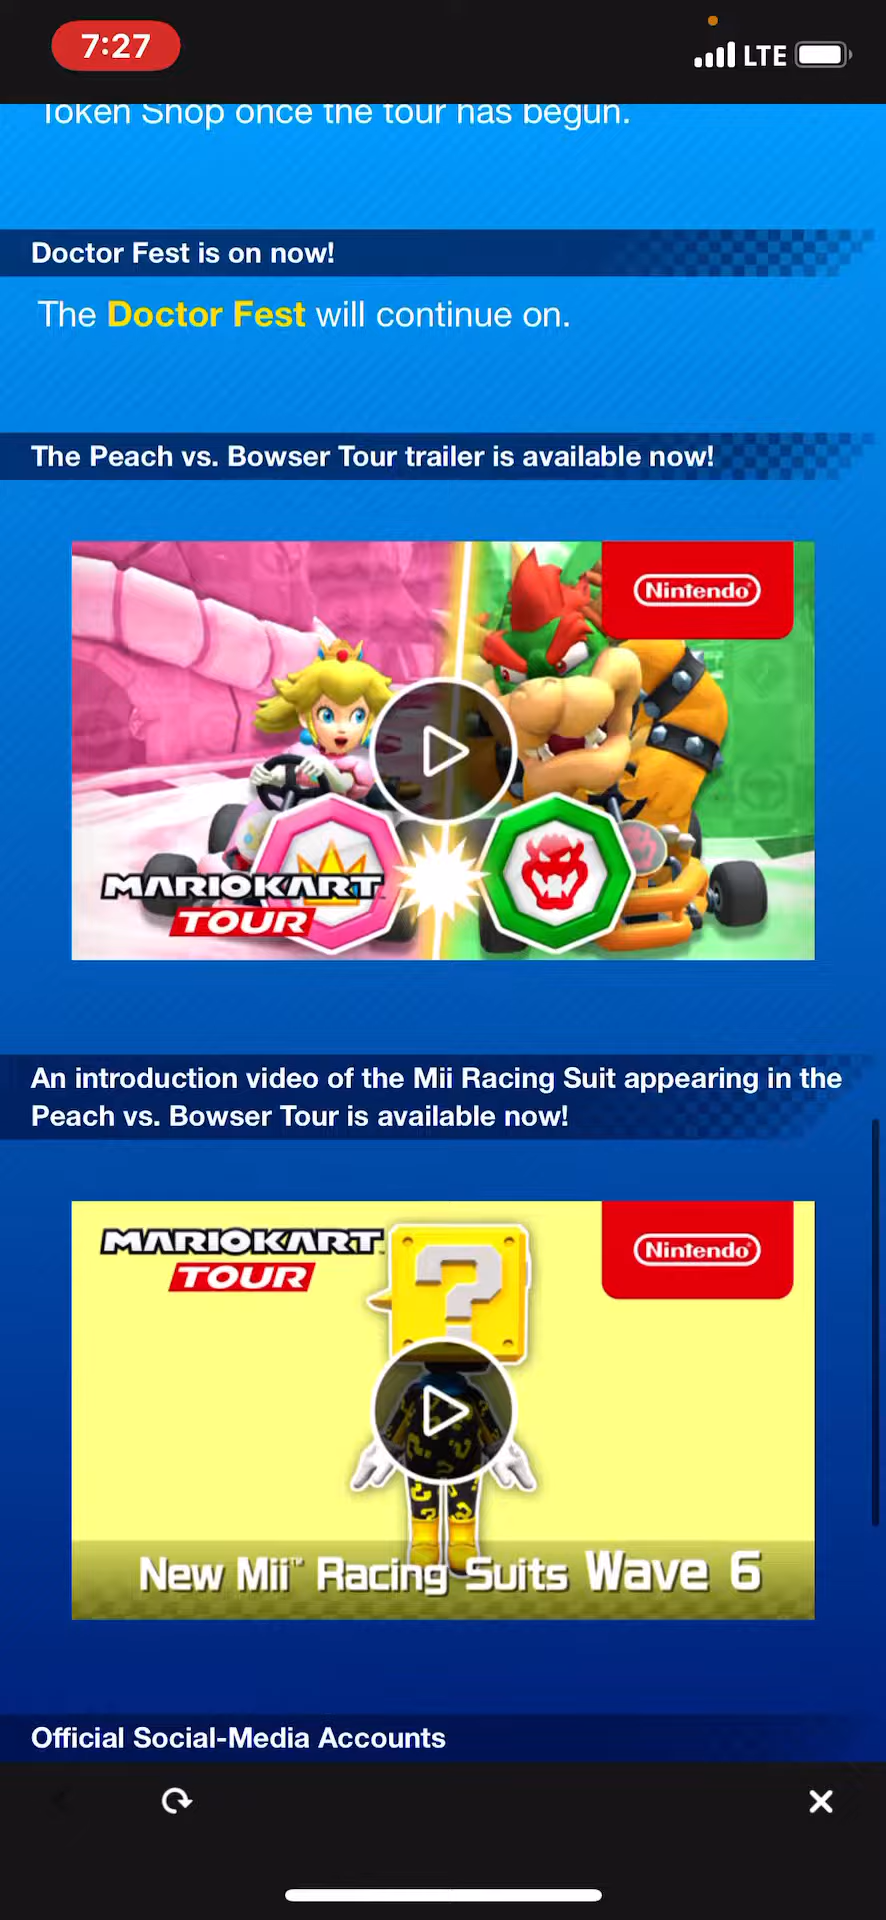 7:27
LTE
Token Shop once the tour has begun.
Doctor Fest is on now!
The Doctor Fest will continue on.
The Peach vs. Bowser Tour trailer is available now!
Nintendo
MARIOKART
TOUR
An introduction video of the Mii Racing Suit appearing in the
Peach vs. Bowser Tour is available now!
MARIOKART
TOUR
Nintendo
New Mii™ Racing Suits Wave 6
Official Social-Media Accounts